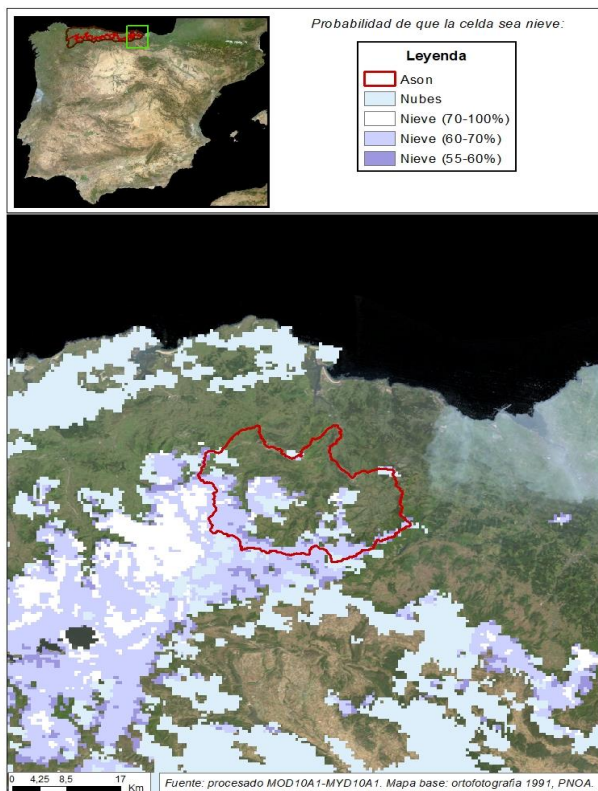 Probabilidad de que la celda sea nieve:
Leyenda
Ason
Nubes
Nieve (70-100%)
Nieve (60-70%)
Nieve (55-60%)
0 4,25 8,5 17
Km
Fuente: procesado MOD10A1-MYD10A1. Mapa base: ortofotografia 1991, PNOA.